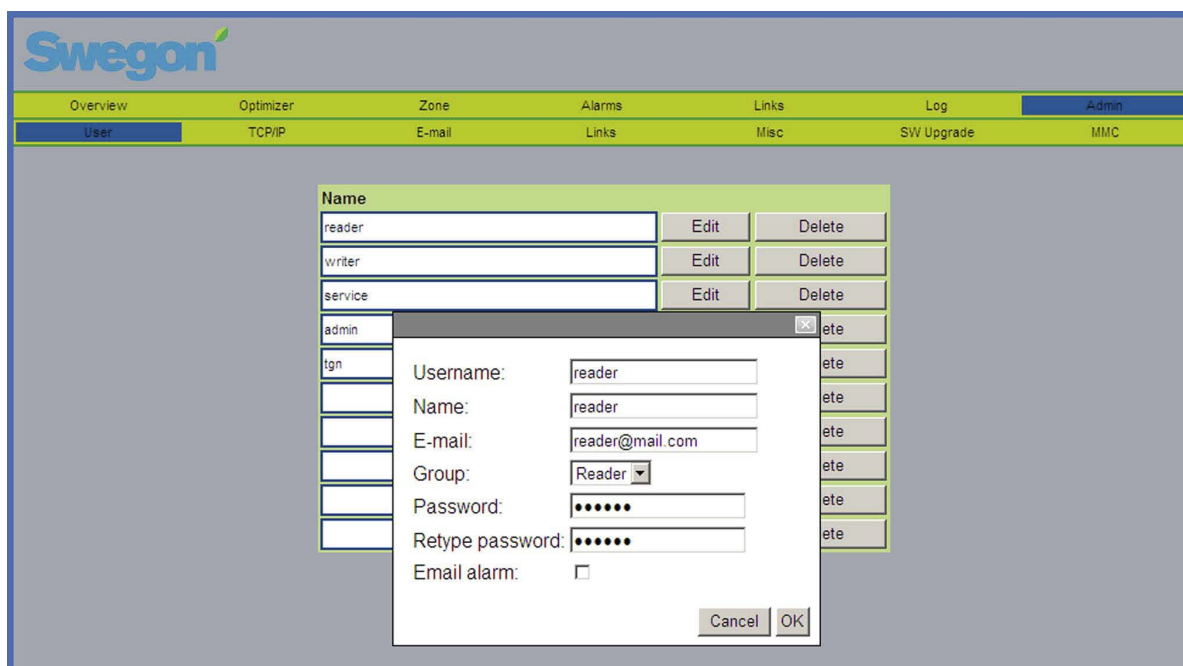 Swegon
Overview Optimizer Zone Alarms Links Log Admin
User TCP/IP E-mail Links Misc SW Upgrade MMC
Name
reader Edit Delete
writer Edit Delete
service Edit Delete
admin ete
tgn ete
ete
ete
ete
ete
ete
Username: reader
Name: reader
E-mail: reader@mail.com
Group: Reader
Password: ••••••
Retype password: ••••••
Email alarm:
Cancel OK